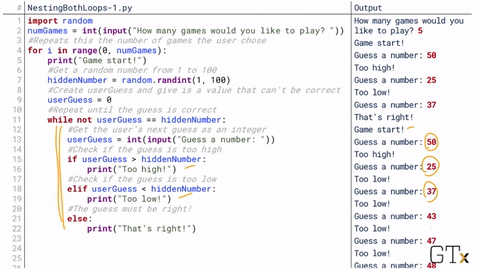 # NestingBothLoops-1.py
1 import random
2 numGames = int(input("How many games would you like to play? "))
3 #Repeats this the number of games the user chose
4 for i in range(0, numGames):
5 print("Game start!")
6 #Get a random number from 1 to 100
7 hiddenNumber = random.randint(1, 100)
8 #Create userGuess and give is a value that can't be correct
9 userGuess = 0
10 #Repeat until the guess is correct
11 while not userGuess == hiddenNumber:
12 #Get the user's next guess as an integer
13 userGuess = int(input("Guess a number: "))
14 #Check if the guess is too high
15 if userGuess > hiddenNumber:
16 print("Too high!")
17 #Check if the guess is too low
18 elif userGuess < hiddenNumber:
19 print("Too low!")
20 #The guess must be right!
21 else:
22 print("That's right!")
23
24
25
Output
How many games would you
like to play? 5
Game start!
Guess a number: 50
Too high!
Guess a number: 25
Too low!
Guess a number: 37
That's right!
Game start!
Guess a number: 50
Too high!
Guess a number: 25
Too low!
Guess a number: 37
Too low!
Guess a number: 43
Too low!
Guess a number: 47
Too low!
Guess a number: 48
GTx